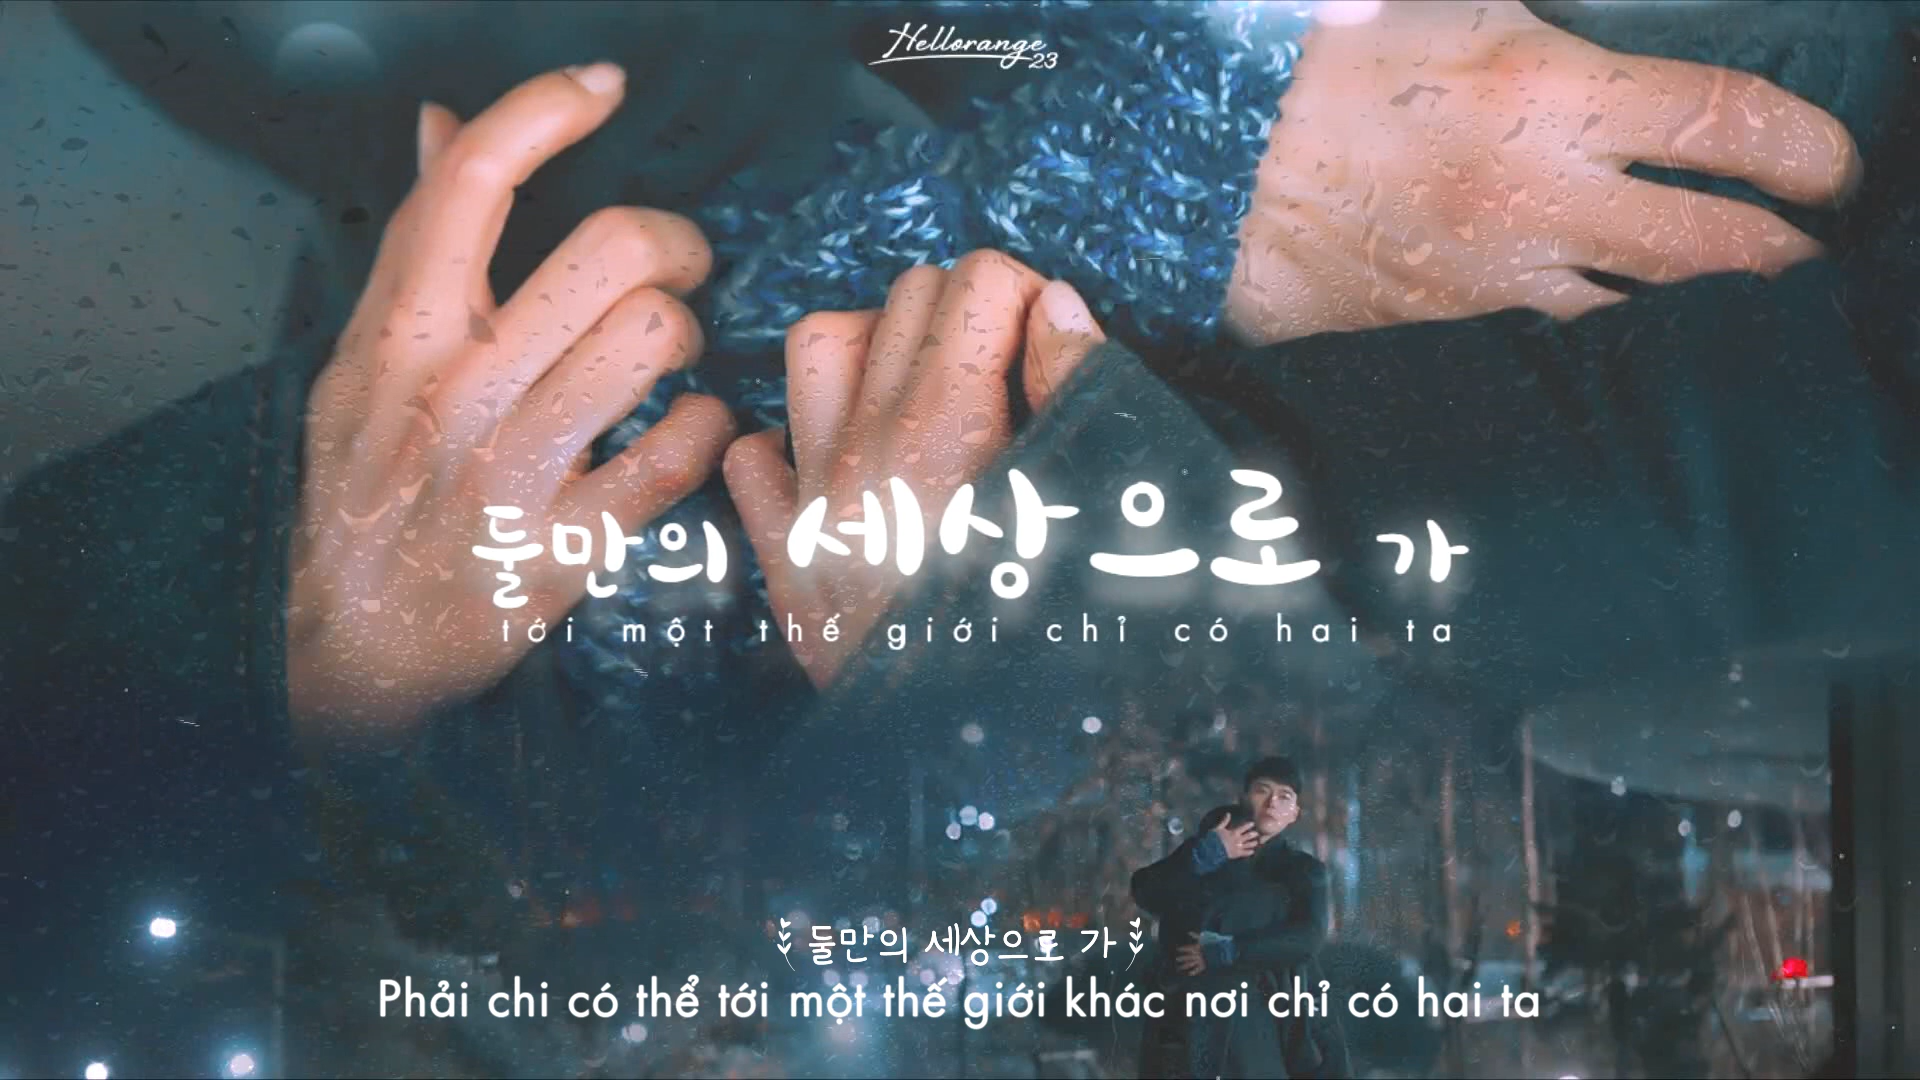 Hellorange
23
둘만의 세상으로 가
tới một thế giới chỉ có hai ta
둘만의 세상으로 가
Phải chi có thể tới một thế giới khác nơi chỉ có hai ta